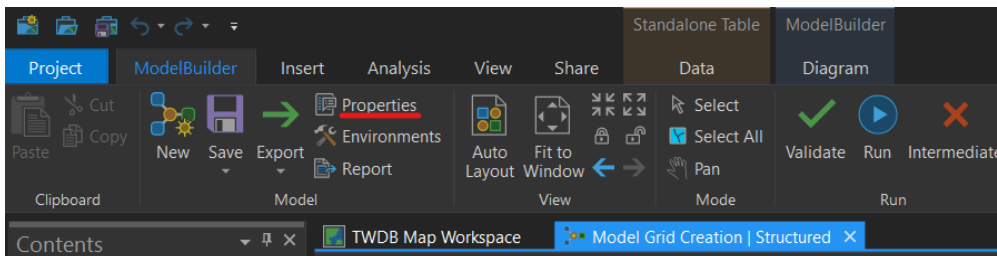 Standalone Table ModelBuilder
Project ModelBuilder Insert Analysis View Share Data Diagram
Paste
Cut
Copy
Clipboard
New
Save
Export
Properties
Environments
Report
Model
Auto Layout
Fit to Window
View
Select
Select All
Pan
Mode
Validate
Run
Intermediate
Run
Contents
TWDB Map Workspace
Model Grid Creation | Structured